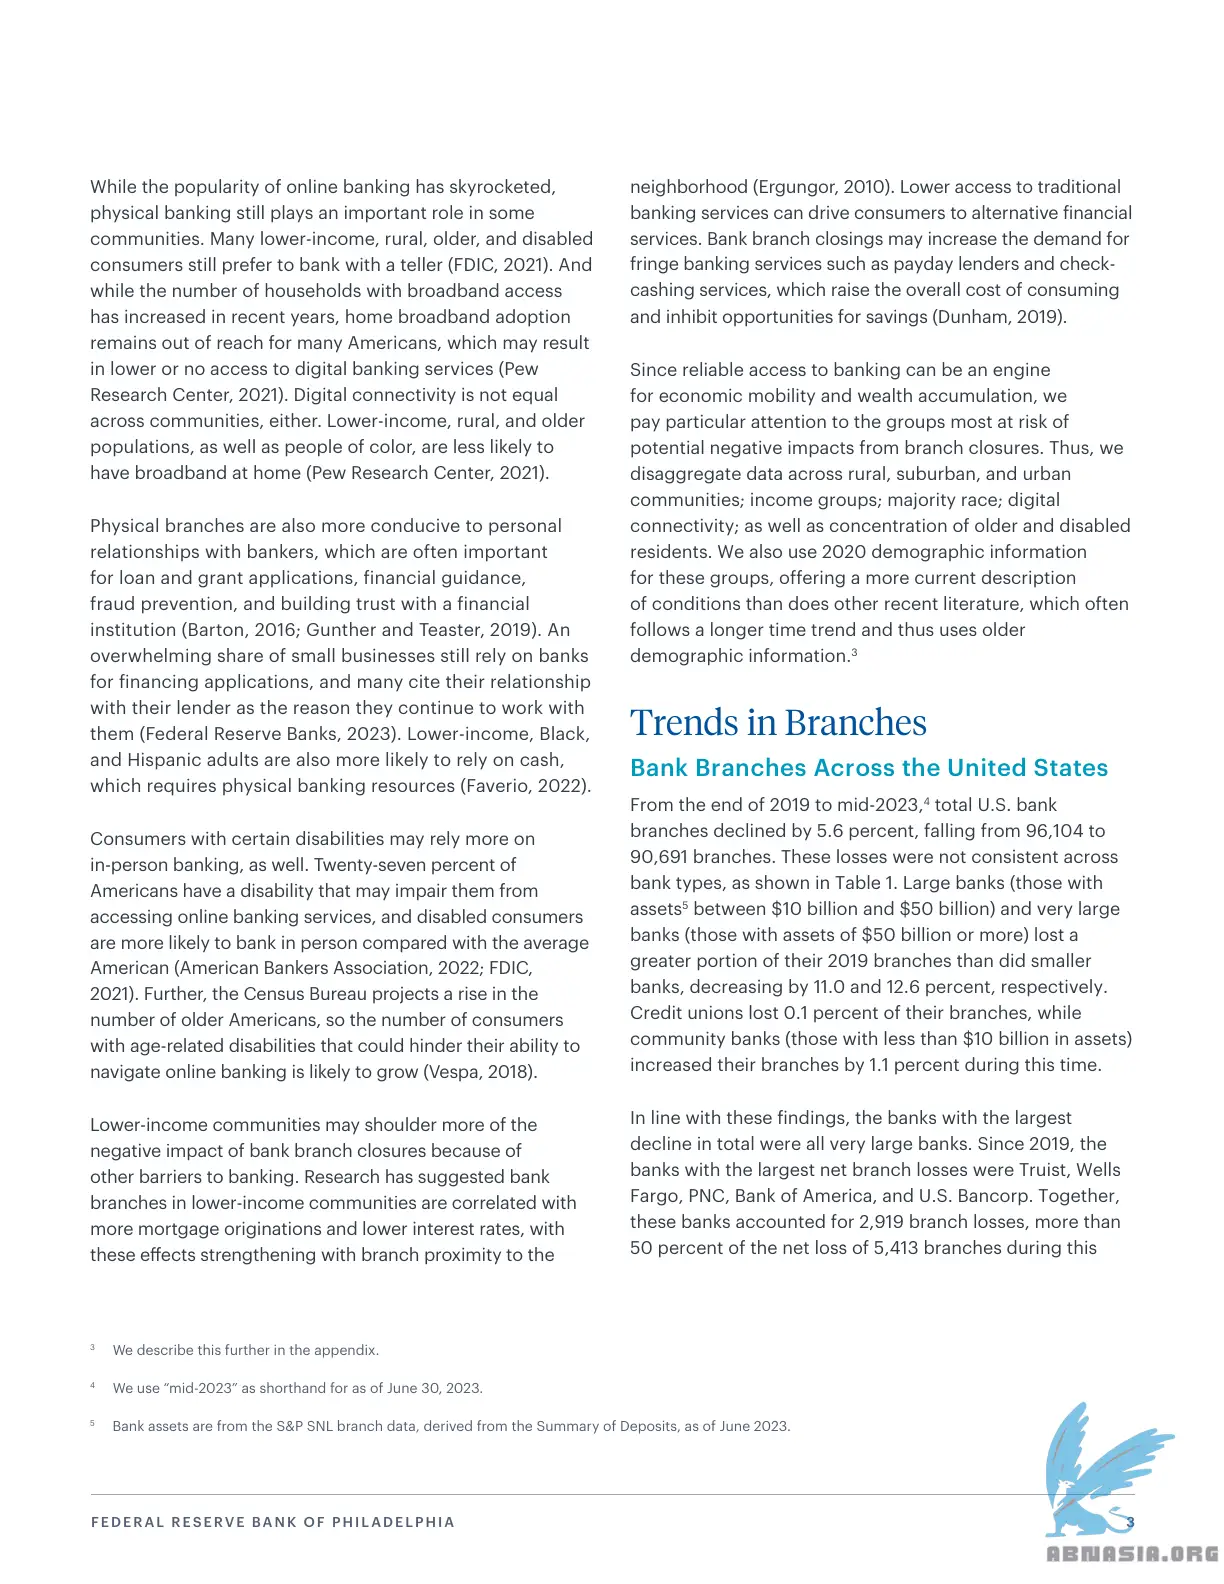 While the popularity of online banking has skyrocketed,
physical banking still plays an important role in some
communities. Many lower-income, rural, older, and disabled
consumers still prefer to bank with a teller (FDIC, 2021). And
while the number of households with broadband access
has increased in recent years, home broadband adoption
remains out of reach for many Americans, which may result
in lower or no access to digital banking services (Pew
Research Center, 2021). Digital connectivity is not equal
across communities, either. Lower-income, rural, and older
populations, as well as people of color, are less likely to
have broadband at home (Pew Research Center, 2021).
Physical branches are also more conducive to personal
relationships with bankers, which are often important
for loan and grant applications, financial guidance,
fraud prevention, and building trust with a financial
institution (Barton, 2016; Gunther and Teaster, 2019). An
overwhelming share of small businesses still rely on banks
for financing applications, and many cite their relationship
with their lender as the reason they continue to work with
them (Federal Reserve Banks, 2023). Lower-income, Black,
and Hispanic adults are also more likely to rely on cash,
which requires physical banking resources (Faverio, 2022).
Consumers with certain disabilities may rely more on
in-person banking, as well. Twenty-seven percent of
Americans have a disability that may impair them from
accessing online banking services, and disabled consumers
are more likely to bank in person compared with the average
American (American Bankers Association, 2022; FDIC,
2021). Further, the Census Bureau projects a rise in the
number of older Americans, so the number of consumers
with age-related disabilities that could hinder their ability to
navigate online banking is likely to grow (Vespa, 2018).
Lower-income communities may shoulder more of the
negative impact of bank branch closures because of
other barriers to banking. Research has suggested bank
branches in lower-income communities are correlated with
more mortgage originations and lower interest rates, with
these effects strengthening with branch proximity to the
neighborhood (Ergungor, 2010). Lower access to traditional
banking services can drive consumers to alternative financial
services. Bank branch closings may increase the demand for
fringe banking services such as payday lenders and check-
cashing services, which raise the overall cost of consuming
and inhibit opportunities for savings (Dunham, 2019).
Since reliable access to banking can be an engine
for economic mobility and wealth accumulation, we
pay particular attention to the groups most at risk of
potential negative impacts from branch closures. Thus, we
disaggregate data across rural, suburban, and urban
communities; income groups; majority race; digital
connectivity; as well as concentration of older and disabled
residents. We also use 2020 demographic information
for these groups, offering a more current description
of conditions than does other recent literature, which often
follows a longer time trend and thus uses older
demographic information.³
Trends in Branches
Bank Branches Across the United States
From the end of 2019 to mid-2023,⁴ total U.S. bank
branches declined by 5.6 percent, falling from 96,104 to
90,691 branches. These losses were not consistent across
bank types, as shown in Table 1. Large banks (those with
assets⁵ between $10 billion and $50 billion) and very large
banks (those with assets of $50 billion or more) lost a
greater portion of their 2019 branches than did smaller
banks, decreasing by 11.0 and 12.6 percent, respectively.
Credit unions lost 0.1 percent of their branches, while
community banks (those with less than $10 billion in assets)
increased their branches by 1.1 percent during this time.
In line with these findings, the banks with the largest
decline in total were all very large banks. Since 2019, the
banks with the largest net branch losses were Truist, Wells
Fargo, PNC, Bank of America, and U.S. Bancorp. Together,
these banks accounted for 2,919 branch losses, more than
50 percent of the net loss of 5,413 branches during this
³ We describe this further in the appendix.
⁴ We use “mid-2023” as shorthand for as of June 30, 2023.
⁵ Bank assets are from the S&P SNL branch data, derived from the Summary of Deposits, as of June 2023.
FEDERAL RESERVE BANK OF PHILADELPHIA
3
ABNASIA.ORG